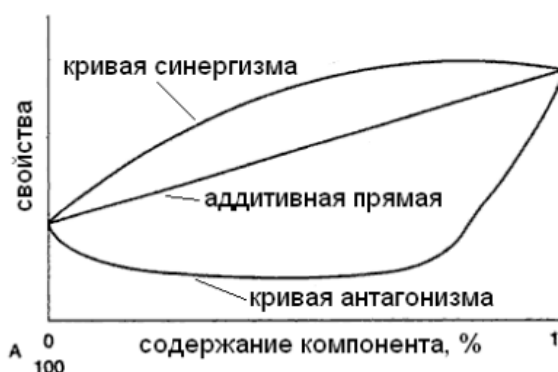 кривая синергизма
свойства
аддитивная прямая
кривая антагонизма
А
0
содержание компонента, %
1
100